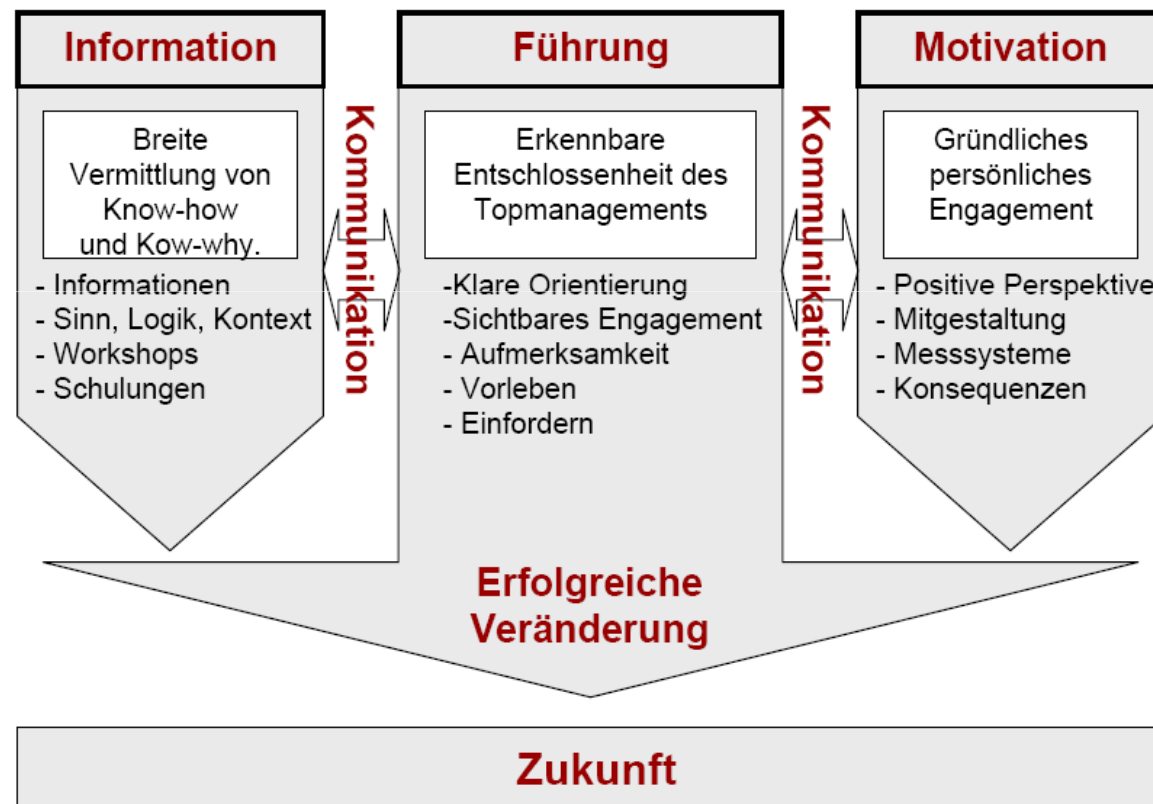 Information
Breite
Vermittlung von
Know-how
und Kow-why.
- Informationen
- Sinn, Logik, Kontext
- Workshops
- Schulungen
Kommunikation
Führung
Erkennbare
Entschlossenheit des
Topmanagements
-Klare Orientierung
-Sichtbares Engagement
- Aufmerksamkeit
- Vorleben
- Einfordern
Kommunikation
Motivation
Gründliches
persönliches
Engagement
- Positive Perspektive
- Mitgestaltung
- Messsysteme
- Konsequenzen
Erfolgreiche
Veränderung
Zukunft